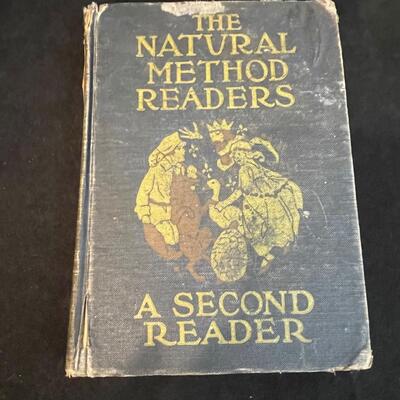 THE
NATURAL
METHOD
READERS
A SECOND
READER